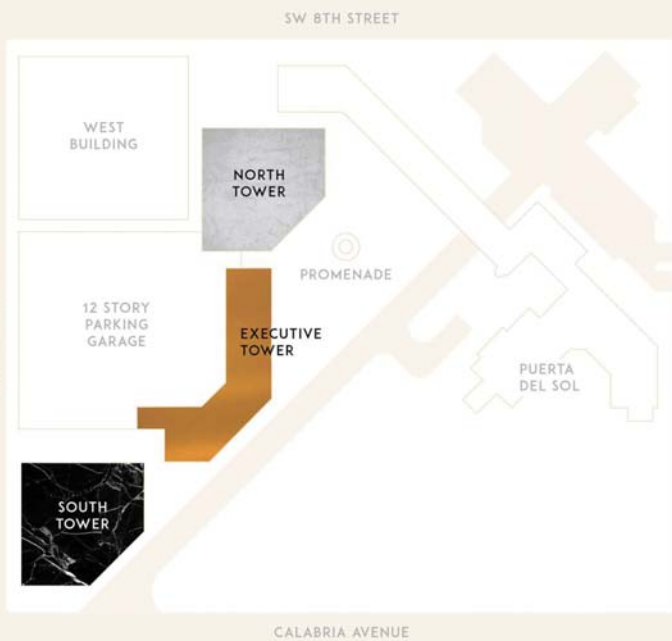 SW 8TH STREET
WEST
BUILDING
NORTH
TOWER
PROMENADE
12 STORY
PARKING
GARAGE
EXECUTIVE
TOWER
PUERTA
DEL SOL
SOUTH
TOWER
CALABRIA AVENUE